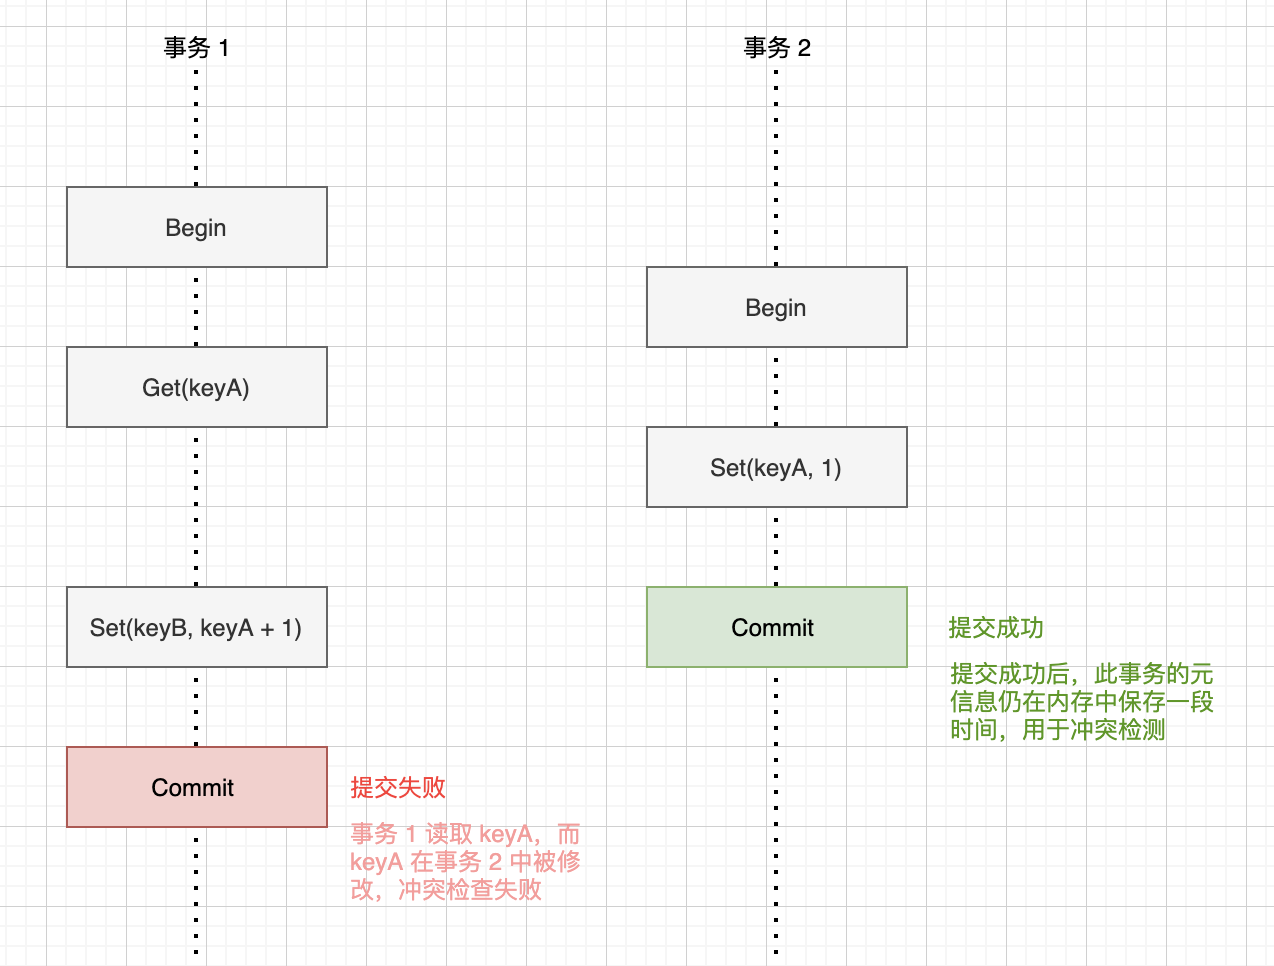 事务 1
事务 2
Begin
Begin
Get(keyA)
Set(keyA, 1)
Set(keyB, keyA + 1)
Commit
提交成功
提交成功后，此事务的元
信息仍在内存中保存一段
时间，用于冲突检测
Commit
提交失败
事务 1 读取 keyA，而
keyA 在事务 2 中被修
改，冲突检查失败